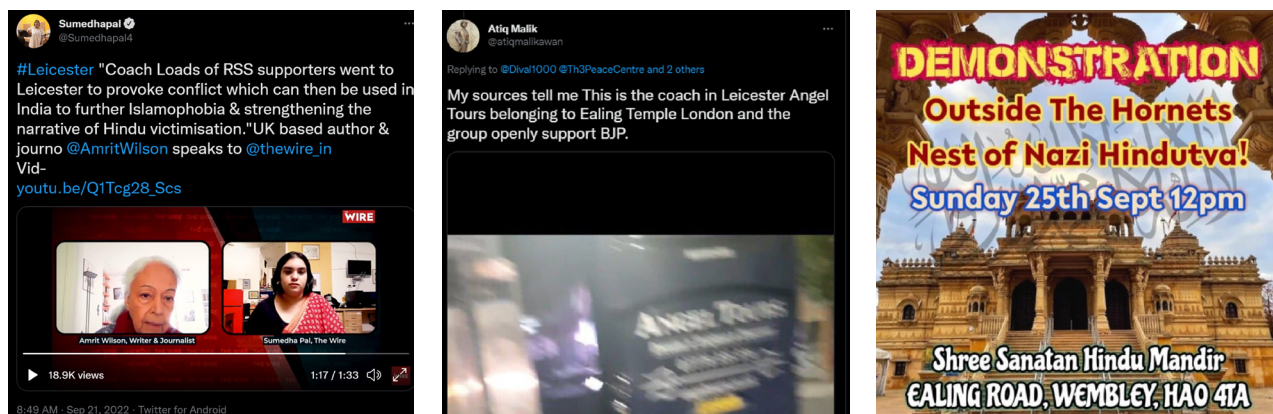 Sumedhapal
@Sumedhapal4
#Leicester "Coach Loads of RSS supporters went to
Leicester to provoke conflict which can then be used in
India to further Islamophobia & strengthening the
narrative of Hindu victimisation."UK based author &
journo @AmritWilson speaks to @thewire_in
Vid-
youtu.be/Q1Tcg28_Scs
WIRE
Amrit Wilson, Writer & Journalist
Sumedha Pal, The Wire
18.9K views
1:17 / 1:33
8:49 AM · Sep 21, 2022 · Twitter for Android
Atiq Malik
@atiqmalikawan
Replying to @Dival1000 @Th3PeaceCentre and 2 others
My sources tell me This is the coach in Leicester Angel
Tours belonging to Ealing Temple London and the
group openly support BJP.
Angel Tours
DEMONSTRATION
Outside The Hornets
Nest of Nazi Hindutva!
Sunday 25th Sept 12pm
Shree Sanatan Hindu Mandir
EALING ROAD, WEMBLEY, HA0 4TA